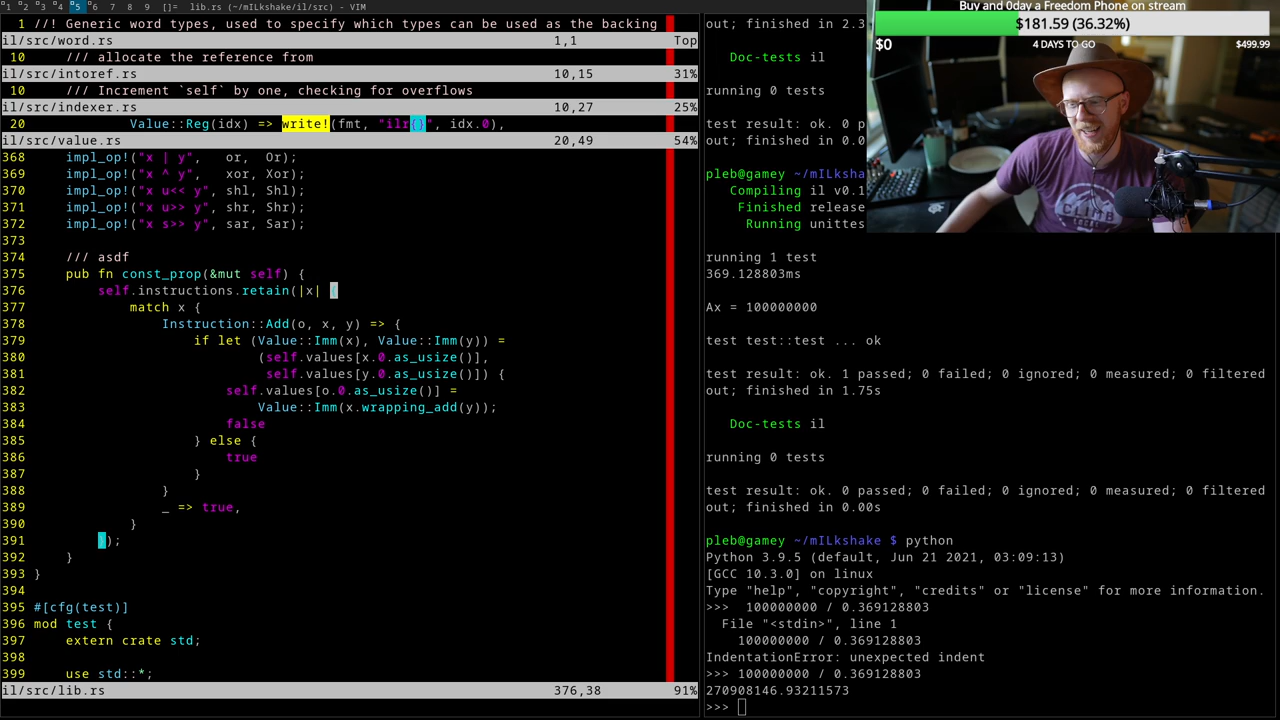 1 2 3 4 5 6 7 8 9 []= lib.rs (~/mILkshake/il/src) - VIM
1 //! Generic word types, used to specify which types can be used as the backing
il/src/word.rs 1,1 Top
10 /// allocate the reference from
il/src/intoref.rs 10,15 31%
10 /// Increment `self` by one, checking for overflows
il/src/indexer.rs 10,27 25%
20 Value::Reg(idx) => write!(fmt, "ilr{}", idx.0),
il/src/value.rs 20,49 54%
368 impl_op!("x | y", or, Or);
369 impl_op!("x ^ y", xor, Xor);
370 impl_op!("x u<< y", shl, Shl);
371 impl_op!("x u>> y", shr, Shr);
372 impl_op!("x s>> y", sar, Sar);
373
374 /// asdf
375 pub fn const_prop(&mut self) {
376 self.instructions.retain(|x| {
377 match x {
378 Instruction::Add(o, x, y) => {
379 if let (Value::Imm(x), Value::Imm(y)) =
380 (self.values[x.0.as_usize()],
381 self.values[y.0.as_usize()]) {
382 self.values[o.0.as_usize()] =
383 Value::Imm(x.wrapping_add(y));
384 false
385 } else {
386 true
387 }
388 }
389 _ => true,
390 }
391 });
392 }
393 }
394
395 #[cfg(test)]
396 mod test {
397 extern crate std;
398
399 use std::*;
il/src/lib.rs 376,38 91%
out; finished in 2.3
Doc-tests il
running 0 tests
test result: ok. 0 p
out; finished in 0.0
pleb@gamey ~/mILksha
Compiling il v0.1
Finished release
Running unittes
running 1 test
369.128803ms
Ax = 100000000
test test::test ... ok
test result: ok. 1 passed; 0 failed; 0 ignored; 0 measured; 0 filtered
out; finished in 1.75s
Doc-tests il
running 0 tests
test result: ok. 0 passed; 0 failed; 0 ignored; 0 measured; 0 filtered
out; finished in 0.00s
pleb@gamey ~/mILkshake $ python
Python 3.9.5 (default, Jun 21 2021, 03:09:13)
[GCC 10.3.0] on linux
Type "help", "copyright", "credits" or "license" for more information.
>>>  100000000 / 0.369128803
File "<stdin>", line 1
100000000 / 0.369128803
IndentationError: unexpected indent
>>> 100000000 / 0.369128803
270908146.93211573
>>>
Buy and 0day a Freedom Phone on stream
$181.59 (36.32%)
$0 4 DAYS TO GO $499.99
CLIMB